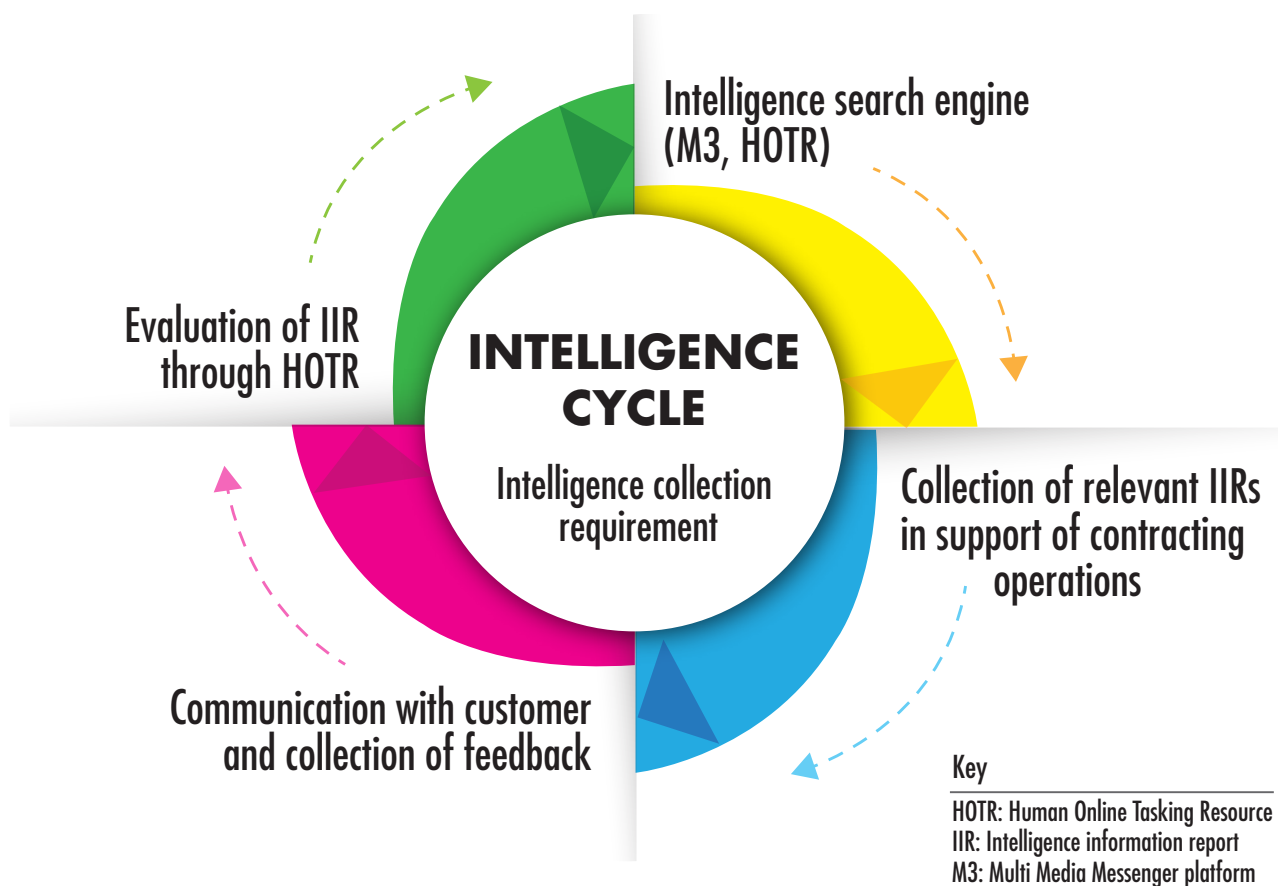 Intelligence search engine
(M3, HOTR)
Evaluation of IIR
through HOTR
INTELLIGENCE
CYCLE
Intelligence collection
requirement
Collection of relevant IIRs
in support of contracting
operations
Communication with customer
and collection of feedback
Key
HOTR: Human Online Tasking Resource
IIR: Intelligence information report
M3: Multi Media Messenger platform